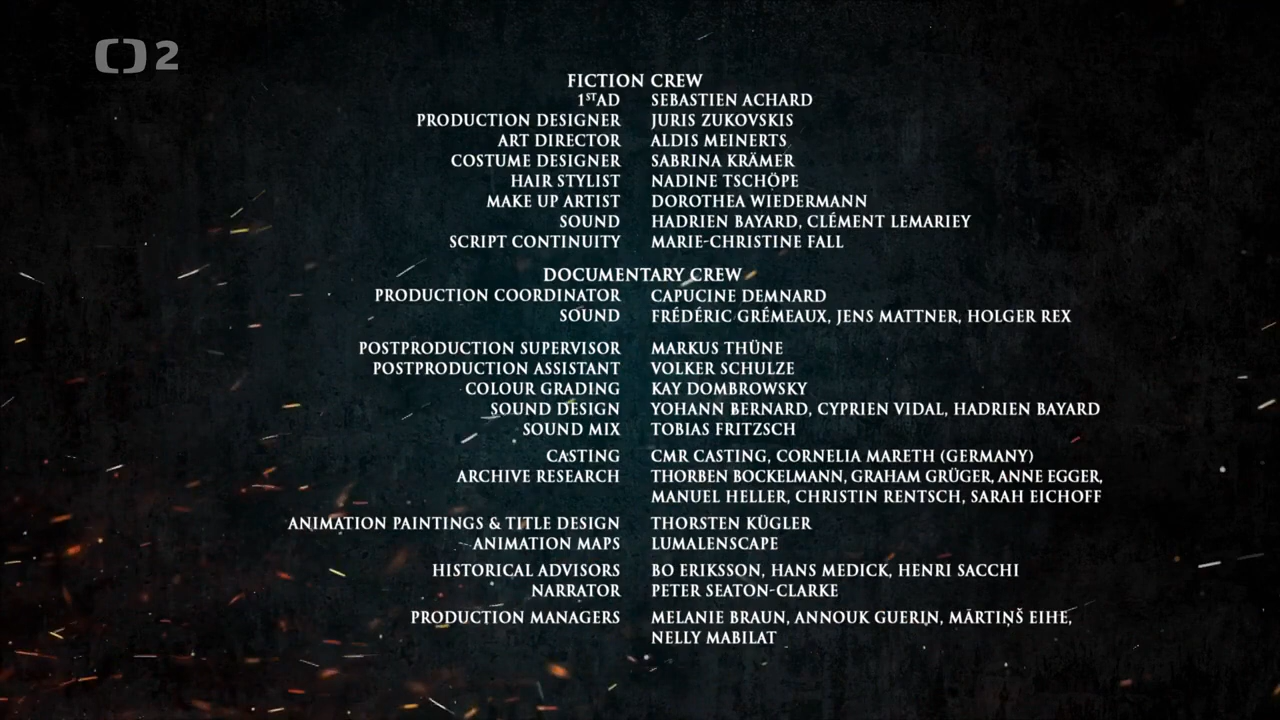 2
FICTION CREW
1STAD SEBASTIEN ACHARD
PRODUCTION DESIGNER JURIS ZUKOVSKIS
ART DIRECTOR ALDIS MEINERTS
COSTUME DESIGNER SABRINA KRÄMER
HAIR STYLIST NADINE TSCHÖPE
MAKE UP ARTIST DOROTHEA WIEDERMANN
SOUND HADRIEN BAYARD, CLÉMENT LEMARIEY
SCRIPT CONTINUITY MARIE-CHRISTINE FALL
DOCUMENTARY CREW
PRODUCTION COORDINATOR CAPUCINE DEMNARD
SOUND FRÉDÉRIC GRÉMEAUX, JENS MATTNER, HOLGER REX
POSTPRODUCTION SUPERVISOR MARKUS THÜNE
POSTPRODUCTION ASSISTANT VOLKER SCHULZE
COLOUR GRADING KAY DOMBROWSKY
SOUND DESIGN YOHANN BERNARD, CYPRIEN VIDAL, HADRIEN BAYARD
SOUND MIX TOBIAS FRITZSCH
CASTING CMR CASTING, CORNELIA MARETH (GERMANY)
ARCHIVE RESEARCH THORBEN BOCKELMANN, GRAHAM GRÜGER, ANNE EGGER,
MANUEL HELLER, CHRISTIN RENTSCH, SARAH EICHOFF
ANIMATION PAINTINGS & TITLE DESIGN THORSTEN KÜGLER
ANIMATION MAPS LUMALENSCAPE
HISTORICAL ADVISORS BO ERIKSSON, HANS MEDICK, HENRI SACCHI
NARRATOR PETER SEATON-CLARKE
PRODUCTION MANAGERS MELANIE BRAUN, ANNOUK GUERIN, MĀRTIŅŠ EIHE,
NELLY MABILAT